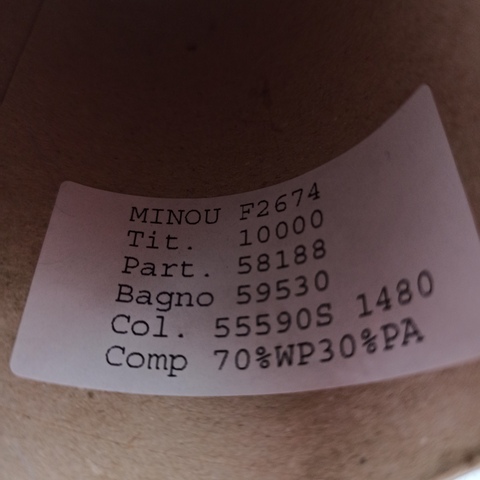 MINOU F2674
Tit. 10000
Part. 58188
Bagno 59530
Col. 55590S 1480
Comp 70%WP30%PA